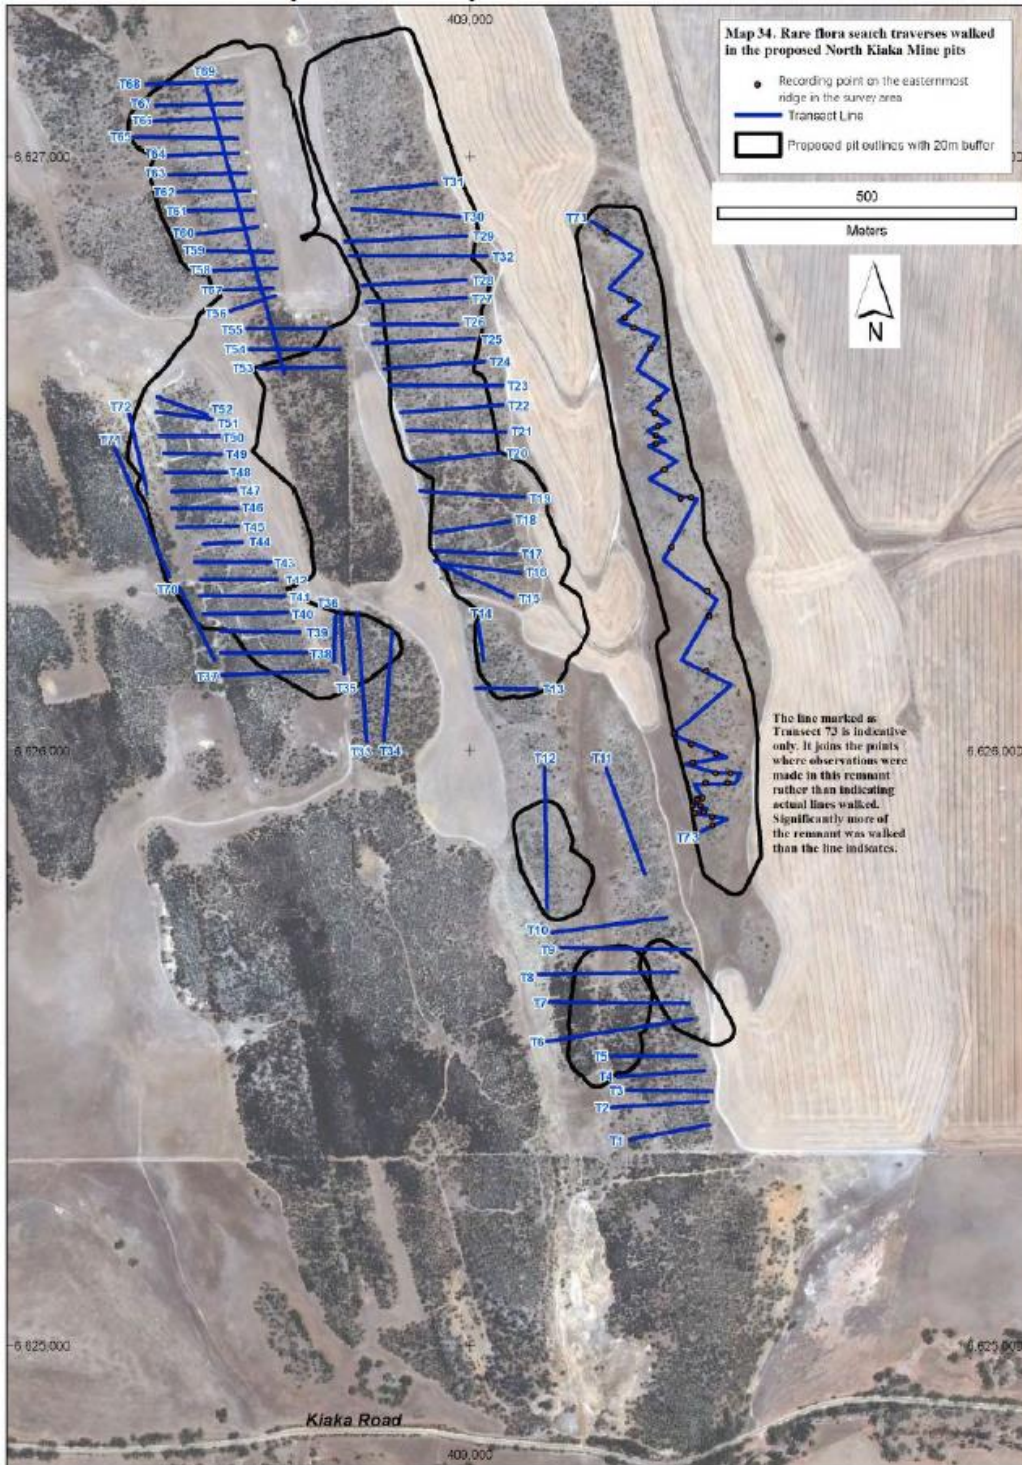 409,000
Map 34. Rare flora search traverses walked
in the proposed North Kiaka Mine pits
Recording point on the easternmost
ridge in the survey area
Transect Line
Proposed pit outlines with 20m buffer
500
Meters
N
6,627,000
T69
T68
T67
T66
T65
T64
T63
T62
T61
T60
T59
T58
T57
T56
T55
T54
T53
T31
T30
T29
T32
T28
T27
T26
T25
T24
T23
T22
T21
T20
T19
T18
T17
T16
T15
T14
T13
T73
T72
T71
T52
T51
T50
T49
T48
T47
T46
T45
T44
T43
T42
T41
T40
T39
T38
T70
T36
T37
T35
T33
T34
6,626,000
6,626,000
The line marked as
Transect 73 is indicative
only. It joins the points
where observations were
made in this remnant
rather than indicating
actual lines walked.
Significantly more of
the remnant was walked
than the line indicates.
T73
T12
T11
T10
T9
T8
T7
T6
T5
T4
T3
T2
T1
6,625,000
6,625,000
Kiaka Road
409,000